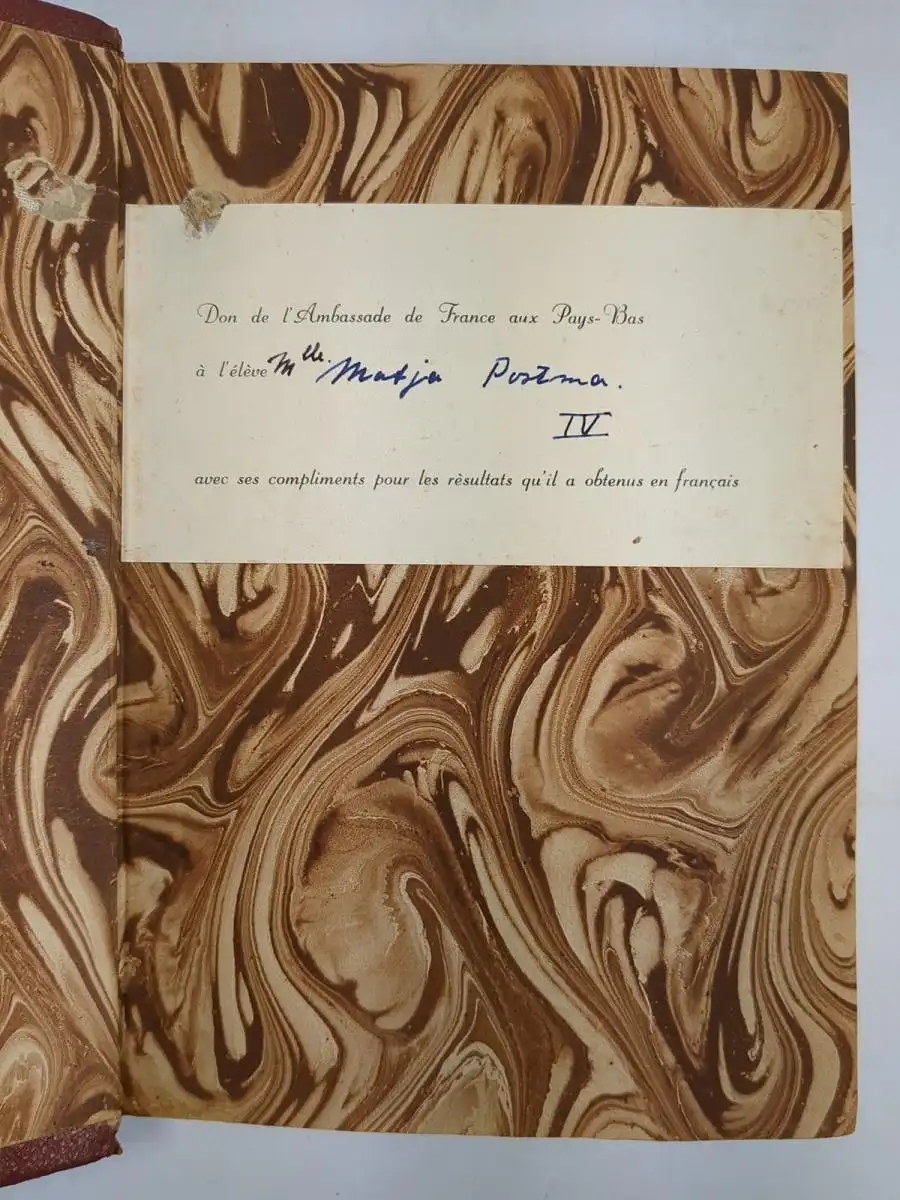 Don de l'Ambassade de France aux Pays-Bas
à l'élève Mlle. Matja Postma.
IV
avec ses compliments pour les rèsultats qu'il a obtenus en français